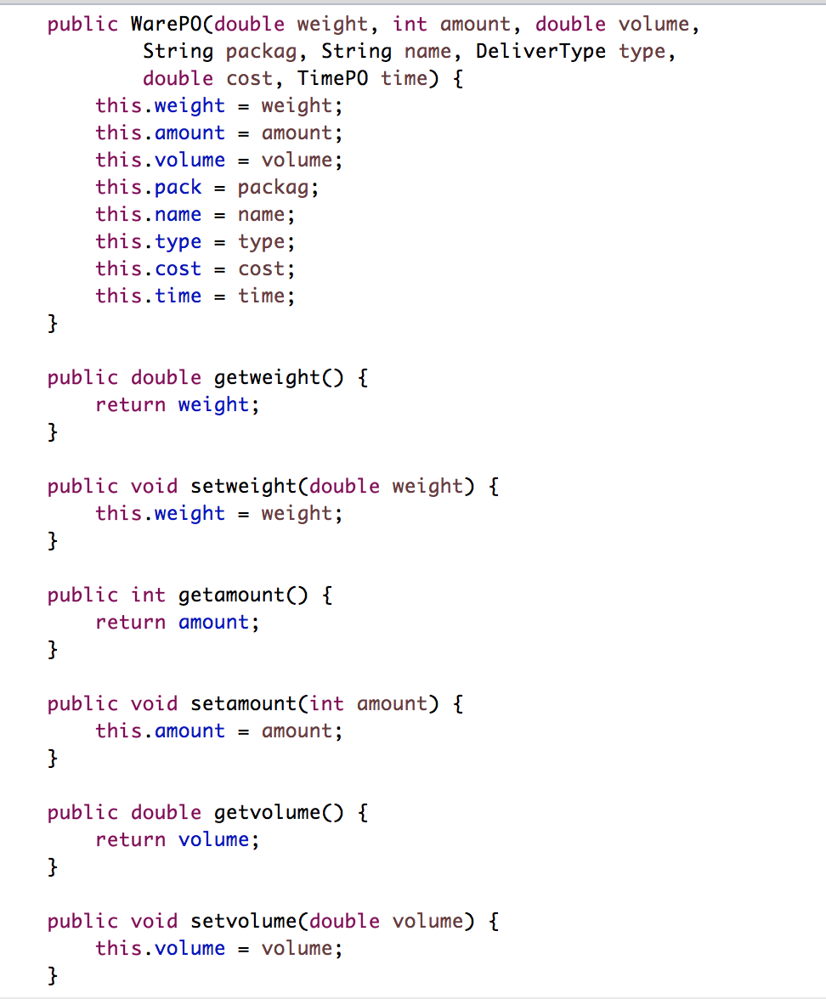 public WarePO(double weight, int amount, double volume,
String packag, String name, DeliverType type,
double cost, TimePO time) {
this.weight = weight;
this.amount = amount;
this.volume = volume;
this.pack = packag;
this.name = name;
this.type = type;
this.cost = cost;
this.time = time;
}
public double getweight() {
return weight;
}
public void setweight(double weight) {
this.weight = weight;
}
public int getamount() {
return amount;
}
public void setamount(int amount) {
this.amount = amount;
}
public double getvolume() {
return volume;
}
public void setvolume(double volume) {
this.volume = volume;
}